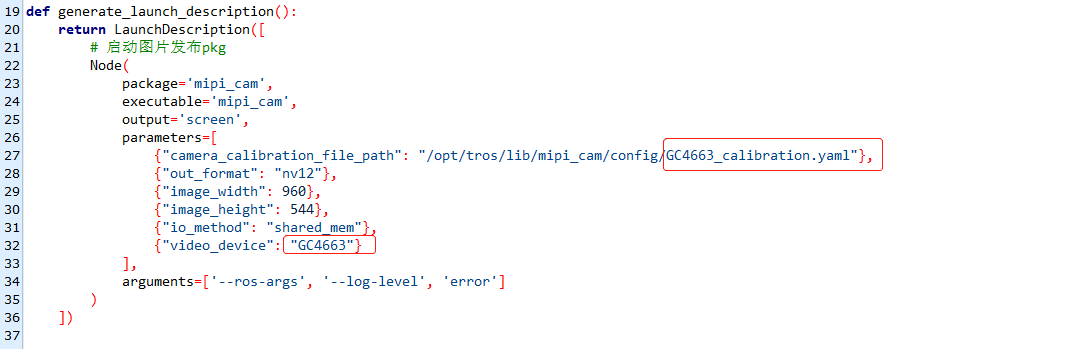 19 def generate_launch_description():
20     return LaunchDescription([
21         # 启动图片发布pkg
22         Node(
23             package='mipi_cam',
24             executable='mipi_cam',
25             output='screen',
26             parameters=[
27                 {"camera_calibration_file_path": "/opt/tros/lib/mipi_cam/config/GC4663_calibration.yaml"},
28                 {"out_format": "nv12"},
29                 {"image_width": 960},
30                 {"image_height": 544},
31                 {"io_method": "shared_mem"},
32                 {"video_device": "GC4663"}
33             ],
34             arguments=['--ros-args', '--log-level', 'error']
35         )
36     ])
37